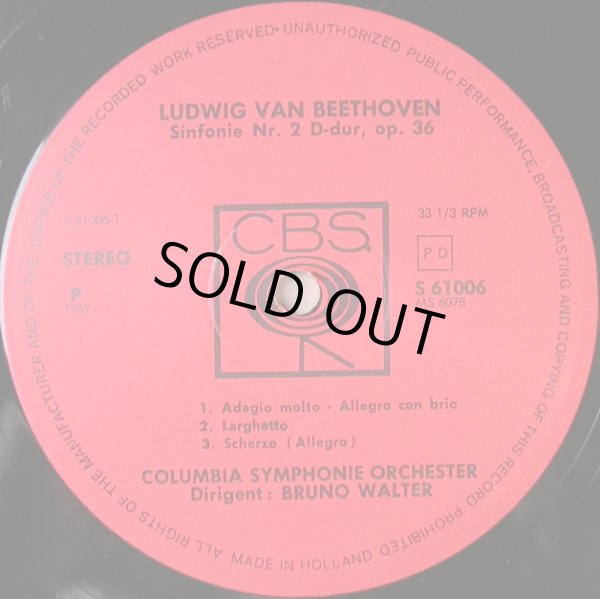 ALL RIGHTS OF THE MANUFACTURER AND OF THE OWNER OF THE RECORDED WORK RESERVED· UNAUTHORIZED PUBLIC PERFORMANCE, BROADCASTING AND COPYING OF THIS RECORD PROHIBITED
LUDWIG VAN BEETHOVEN
Sinfonie Nr. 2 D-dur, op. 36
CBS
S 61006-1
33 1/3 RPM
STEREO
P D
P
1967
S 61006
MS 6078
SOLD OUT
1. Adagio molto - Allegro con brio
2. Larghetto
3. Scherzo (Allegro)
COLUMBIA SYMPHONIE ORCHESTER
Dirigent: BRUNO WALTER
MADE IN HOLLAND